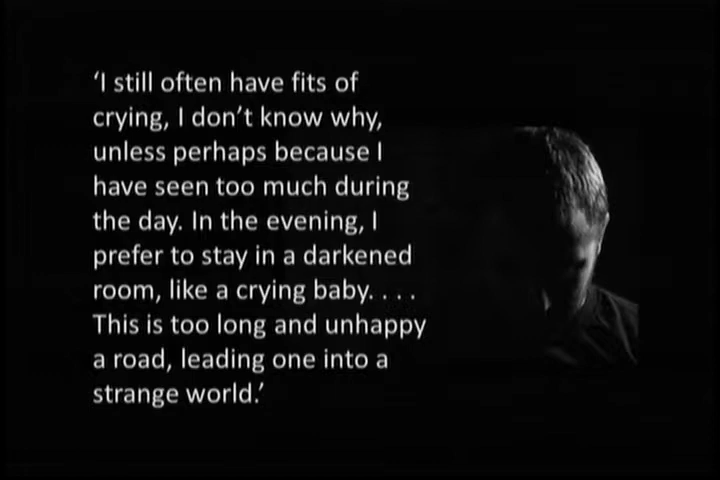 ‘I still often have fits of
crying, I don’t know why,
unless perhaps because I
have seen too much during
the day. In the evening, I
prefer to stay in a darkened
room, like a crying baby. . . .
This is too long and unhappy
a road, leading one into a
strange world.’